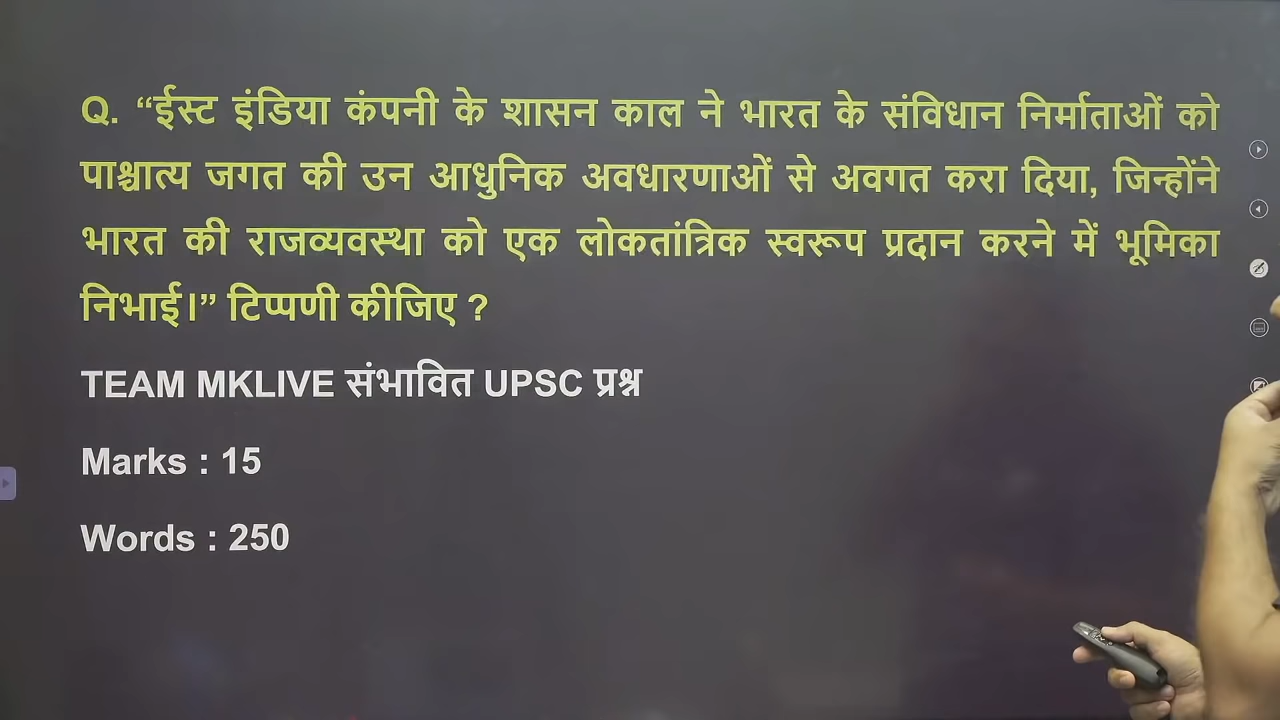 Q. “ईस्ट इंडिया कंपनी के शासन काल ने भारत के संविधान निर्माताओं को
पाश्चात्य जगत की उन आधुनिक अवधारणाओं से अवगत करा दिया, जिन्होंने
भारत की राजव्यवस्था को एक लोकतांत्रिक स्वरूप प्रदान करने में भूमिका
निभाई।” टिप्पणी कीजिए ?
TEAM MKLIVE संभावित UPSC प्रश्न
Marks : 15
Words : 250